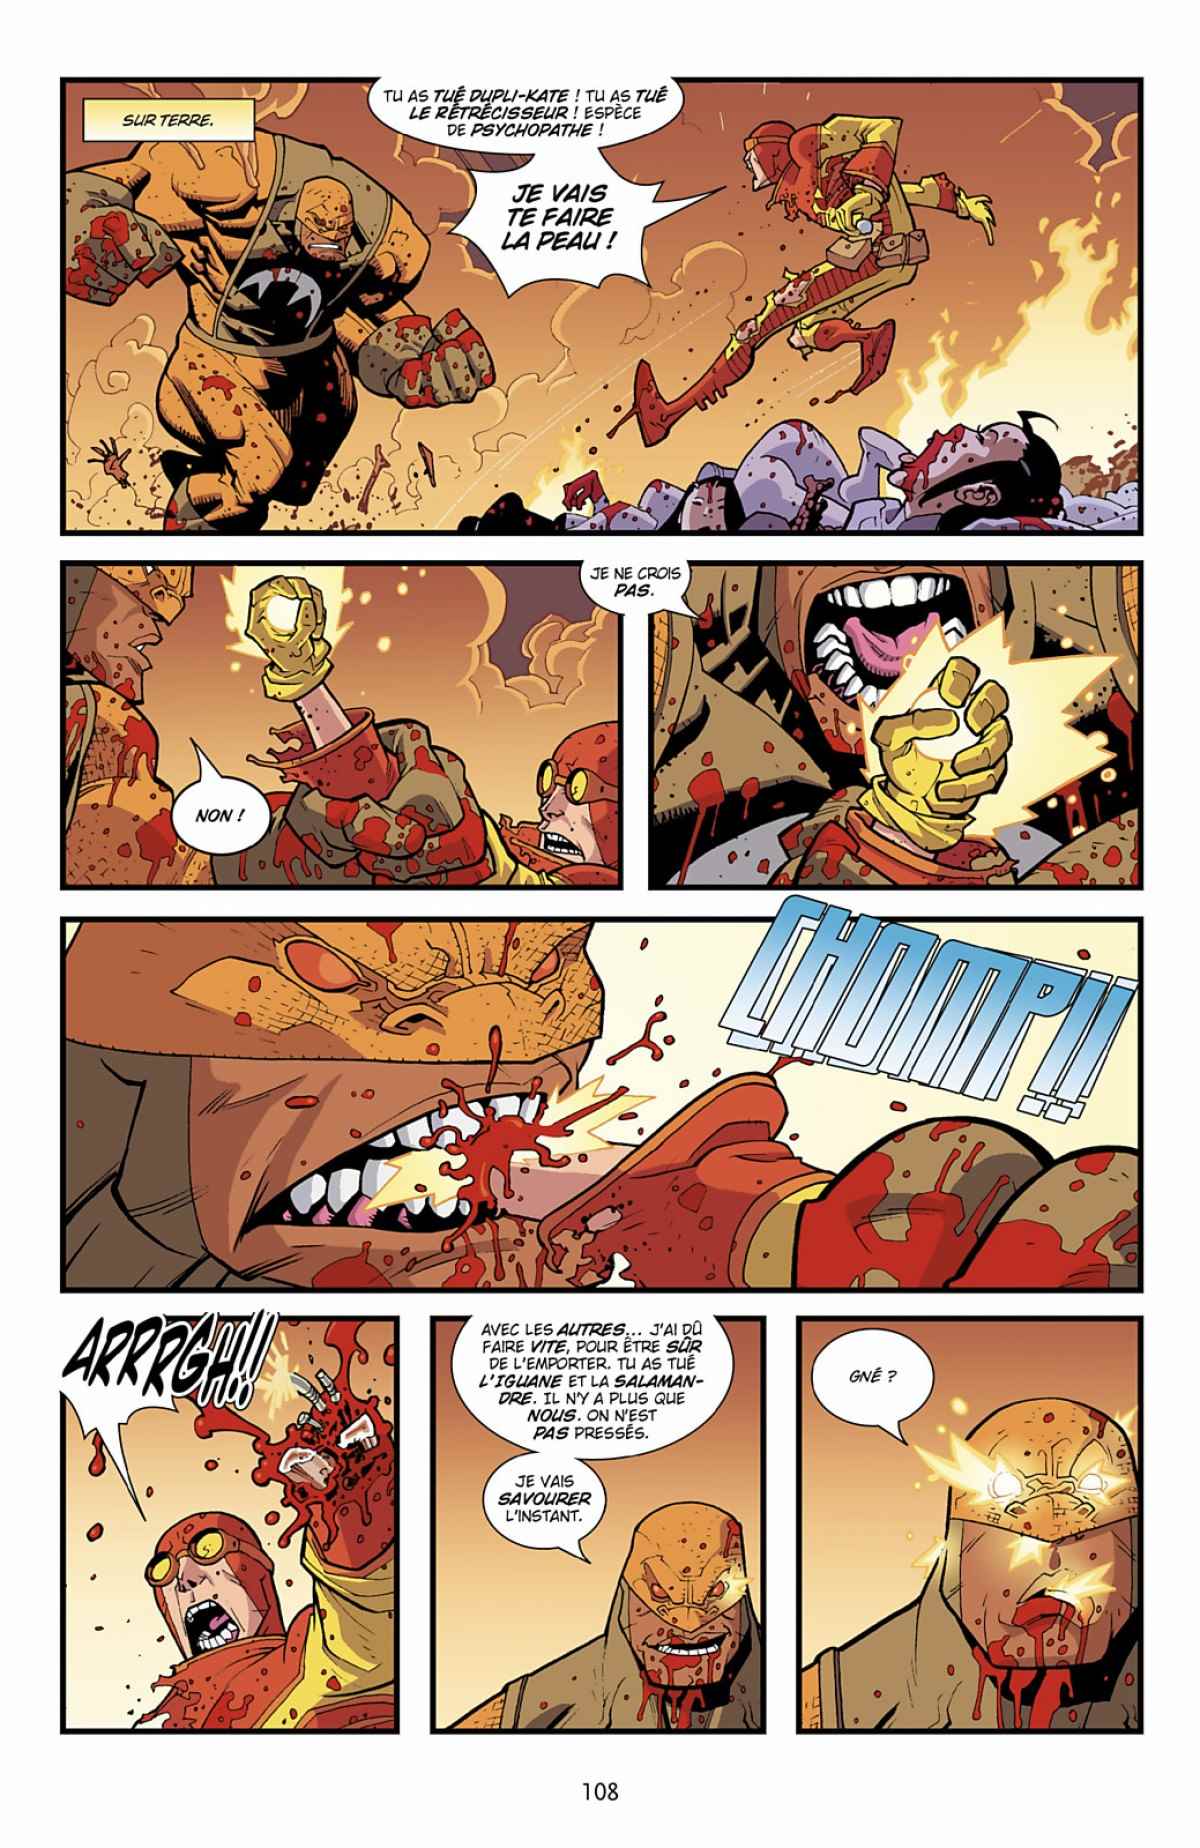 SUR TERRE.
TU AS TUÉ DUPLI-KATE ! TU AS TUÉ
LE RÉTRÉCISSEUR ! ESPÈCE
DE PSYCHOPATHE !
JE VAIS
TE FAIRE
LA PEAU !
NON !
JE NE CROIS
PAS.
CHOMP!!
ARRRGH!!
AVEC LES AUTRES... J'AI DÛ
FAIRE VITE, POUR ÊTRE SÛR
DE L'EMPORTER. TU AS TUÉ
L'IGUANE ET LA SALAMAN-
DRE. IL N'Y A PLUS QUE
NOUS. ON N'EST
PAS PRESSÉS.
JE VAIS
SAVOURER
L'INSTANT.
GNÉ ?
108